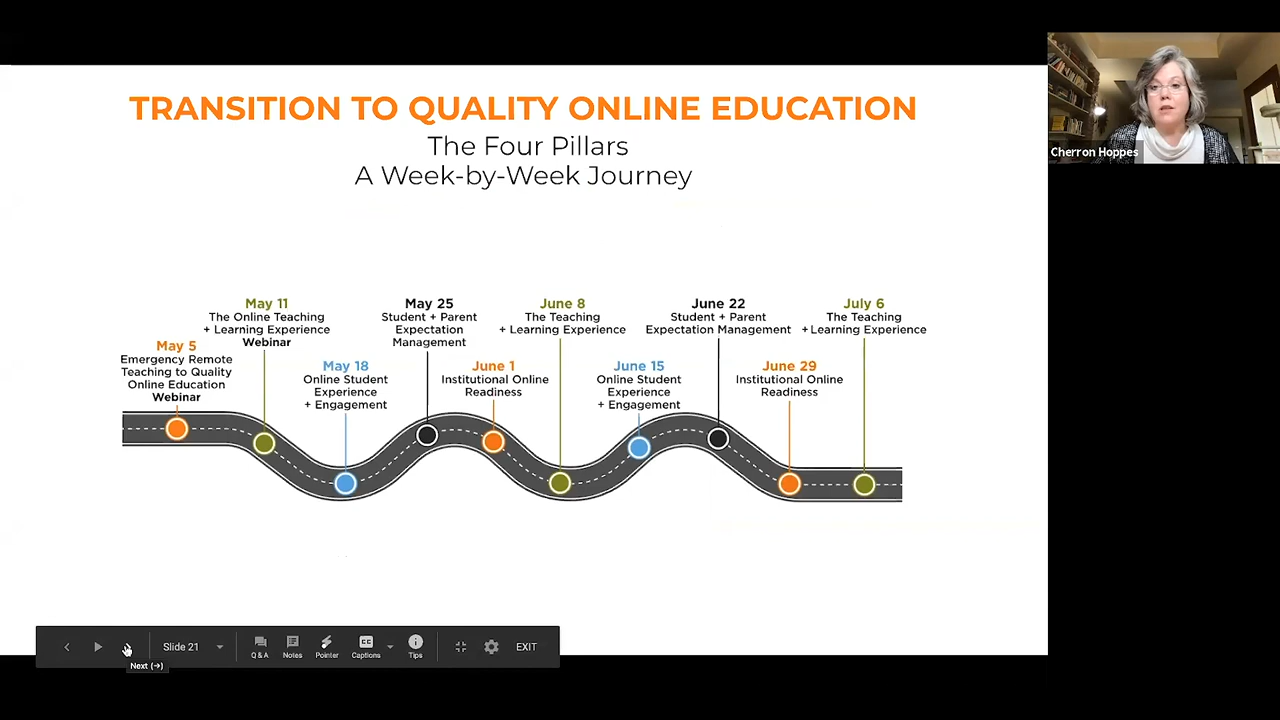 TRANSITION TO QUALITY ONLINE EDUCATION
The Four Pillars
A Week-by-Week Journey
Cherron Hoppes
May 5
Emergency Remote
Teaching to Quality
Online Education
Webinar
May 11
The Online Teaching
+ Learning Experience
Webinar
May 18
Online Student
Experience
+ Engagement
May 25
Student + Parent
Expectation
Management
June 1
Institutional Online
Readiness
June 8
The Teaching
+ Learning Experience
June 15
Online Student
Experience
+ Engagement
June 22
Student + Parent
Expectation Management
June 29
Institutional Online
Readiness
July 6
The Teaching
+ Learning Experience
Slide 21
Q & A
Notes
Pointer
CC
Captions
Tips
EXIT
Next (→)